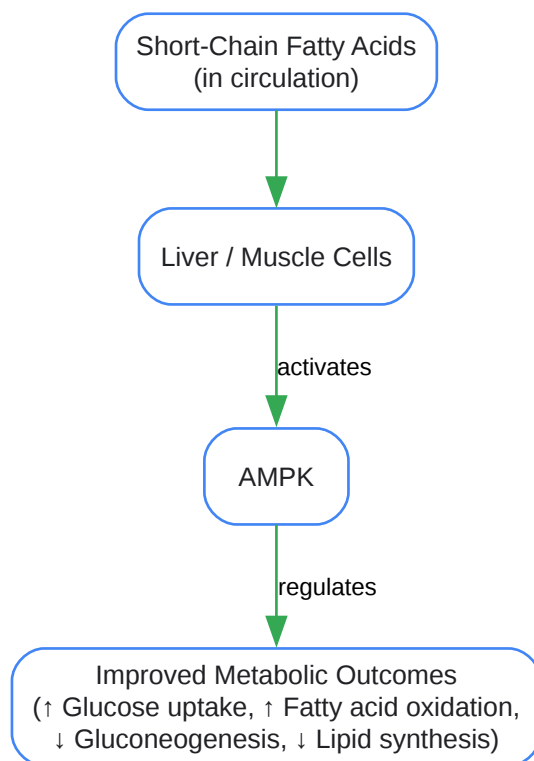 Short-Chain Fatty Acids
(in circulation)
Liver / Muscle Cells
activates
AMPK
regulates
Improved Metabolic Outcomes
(↑ Glucose uptake, ↑ Fatty acid oxidation,
↓ Gluconeogenesis, ↓ Lipid synthesis)